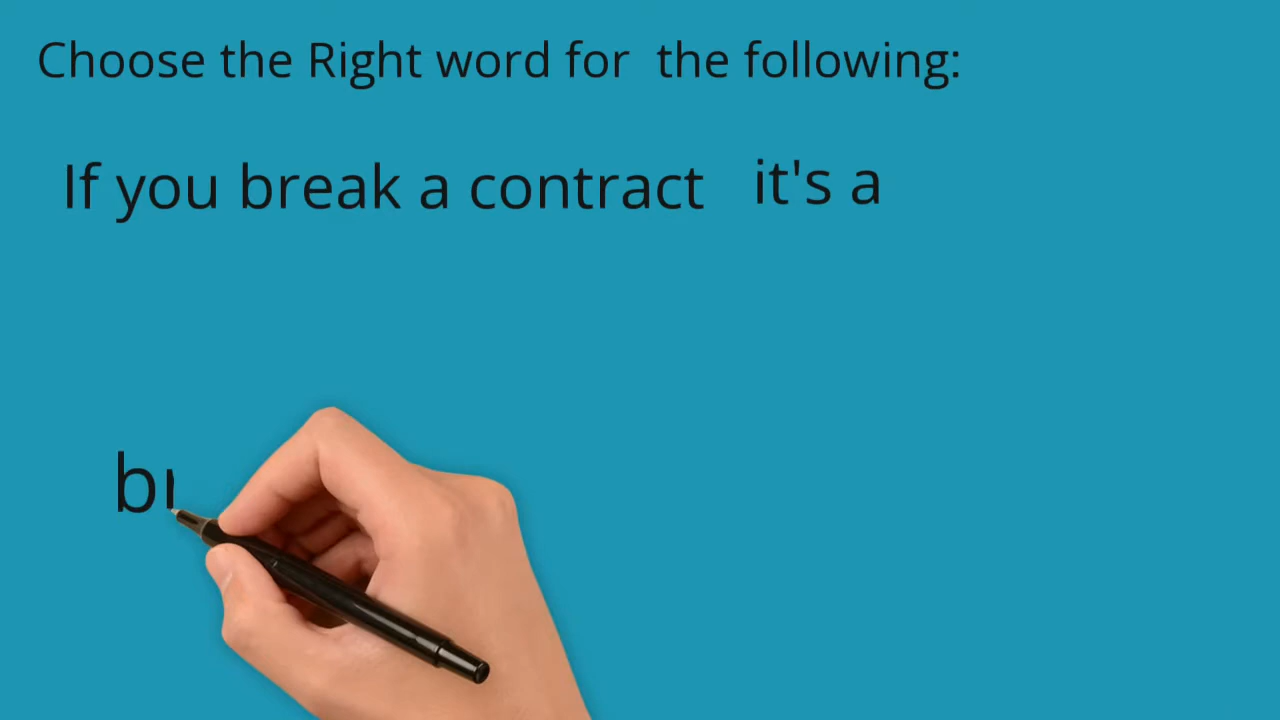 Choose the Right word for the following:
If you break a contract it's a